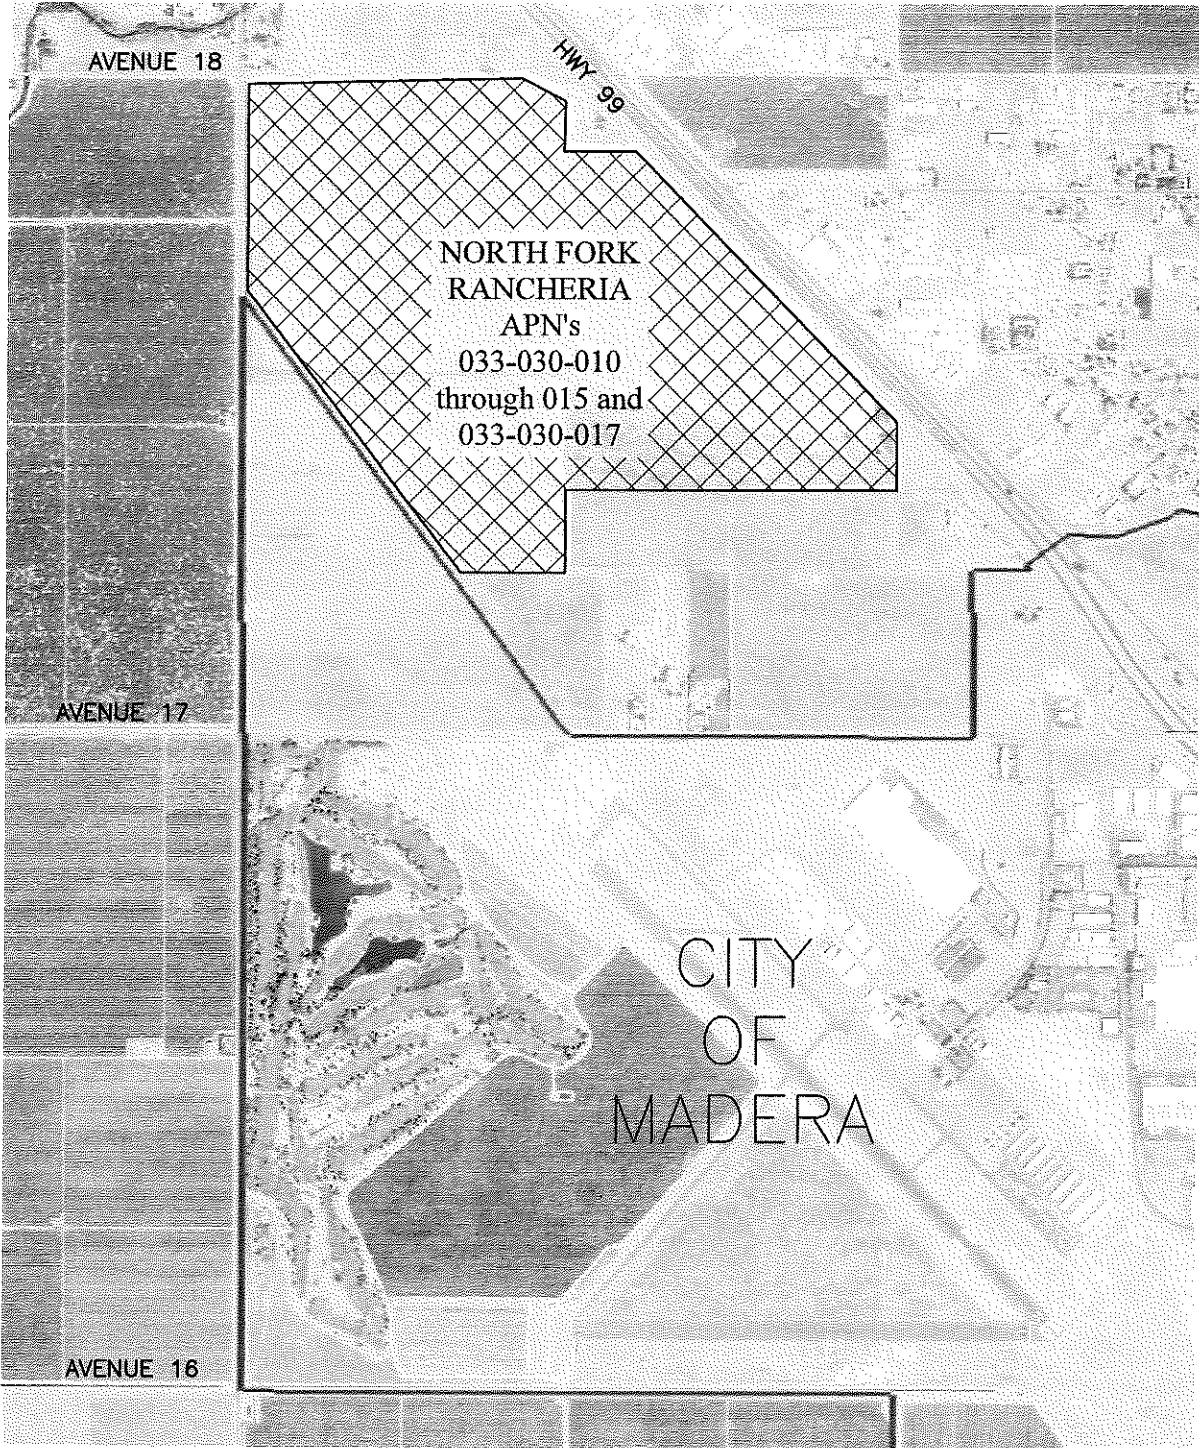 AVENUE 18
HWY 99
NORTH FORK
RANCHERIA
APN's
033-030-010
through 015 and
033-030-017
AVENUE 17
CITY
OF
MADERA
AVENUE 16